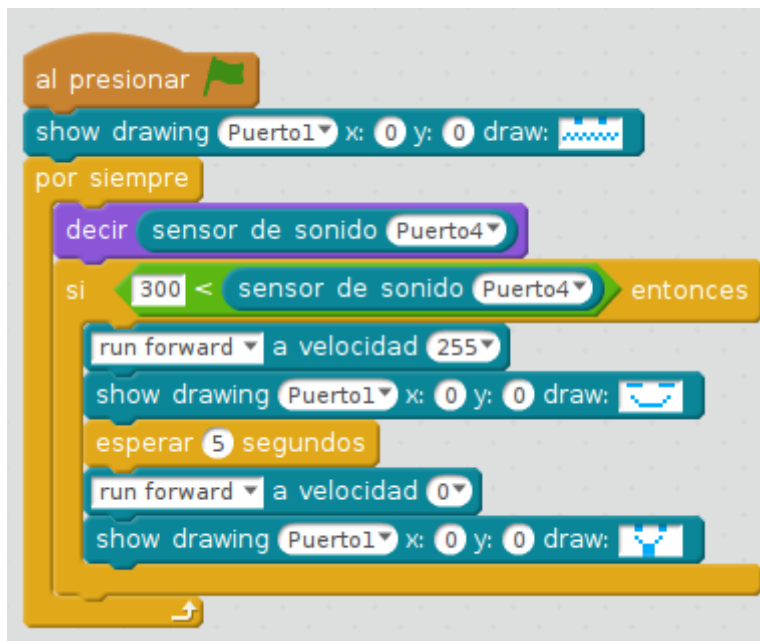 al presionar
show drawing Puerto1 x: 0 y: 0 draw:
por siempre
decir sensor de sonido Puerto4
si 300 < sensor de sonido Puerto4 entonces
run forward a velocidad 255
show drawing Puerto1 x: 0 y: 0 draw:
esperar 5 segundos
run forward a velocidad 0
show drawing Puerto1 x: 0 y: 0 draw: